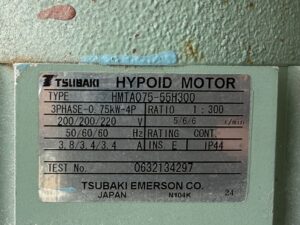 TSUBAKI HYPOID MOTOR
TYPE HMTA075-55H300
3PHASE-0.75kW-4P RATIO 1:300
200/200/220 V 5/6/6 r/min
50/60/60 Hz RATING CONT.
3.8/3.4/3.4 A INS E IP44
TEST No. 0632134297
TSUBAKI EMERSON CO.
JAPAN N104K 24